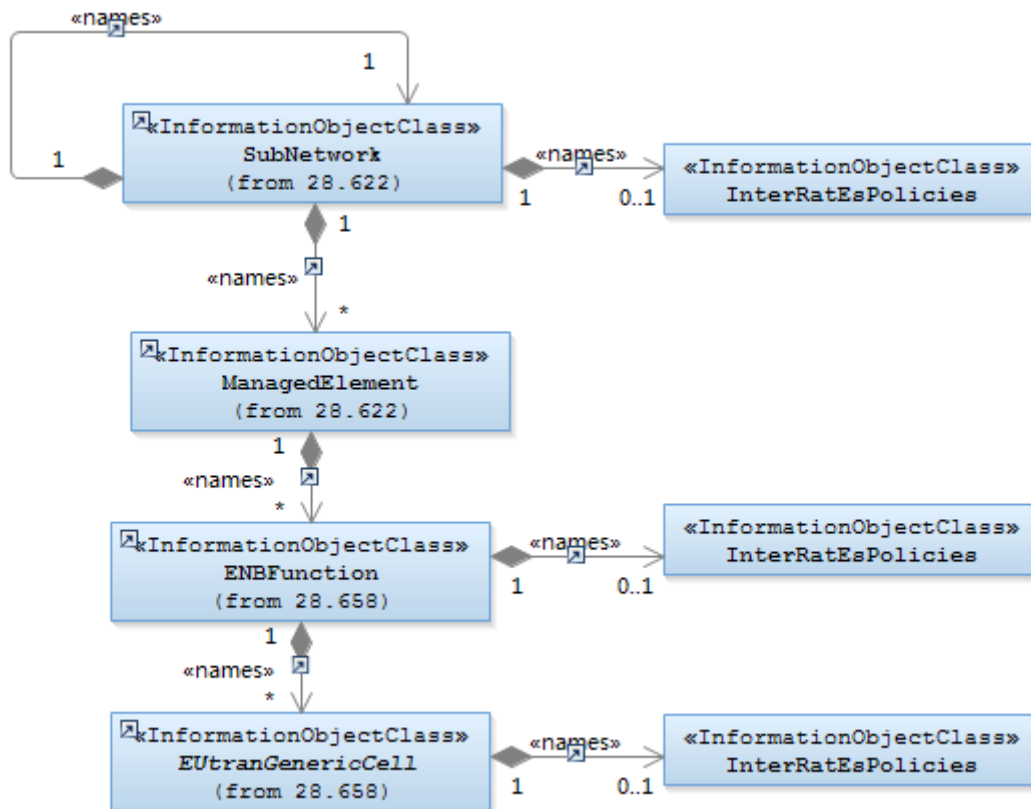 «names»
1
1
«InformationObjectClass»
SubNetwork
(from 28.622)
«names»
1
0..1
«InformationObjectClass»
InterRatEsPolicies
1
«names»
*
«InformationObjectClass»
ManagedElement
(from 28.622)
1
«names»
*
«InformationObjectClass»
ENBFunction
(from 28.658)
«names»
1
0..1
«InformationObjectClass»
InterRatEsPolicies
1
«names»
*
«InformationObjectClass»
EUtranGenericCell
(from 28.658)
«names»
1
0..1
«InformationObjectClass»
InterRatEsPolicies